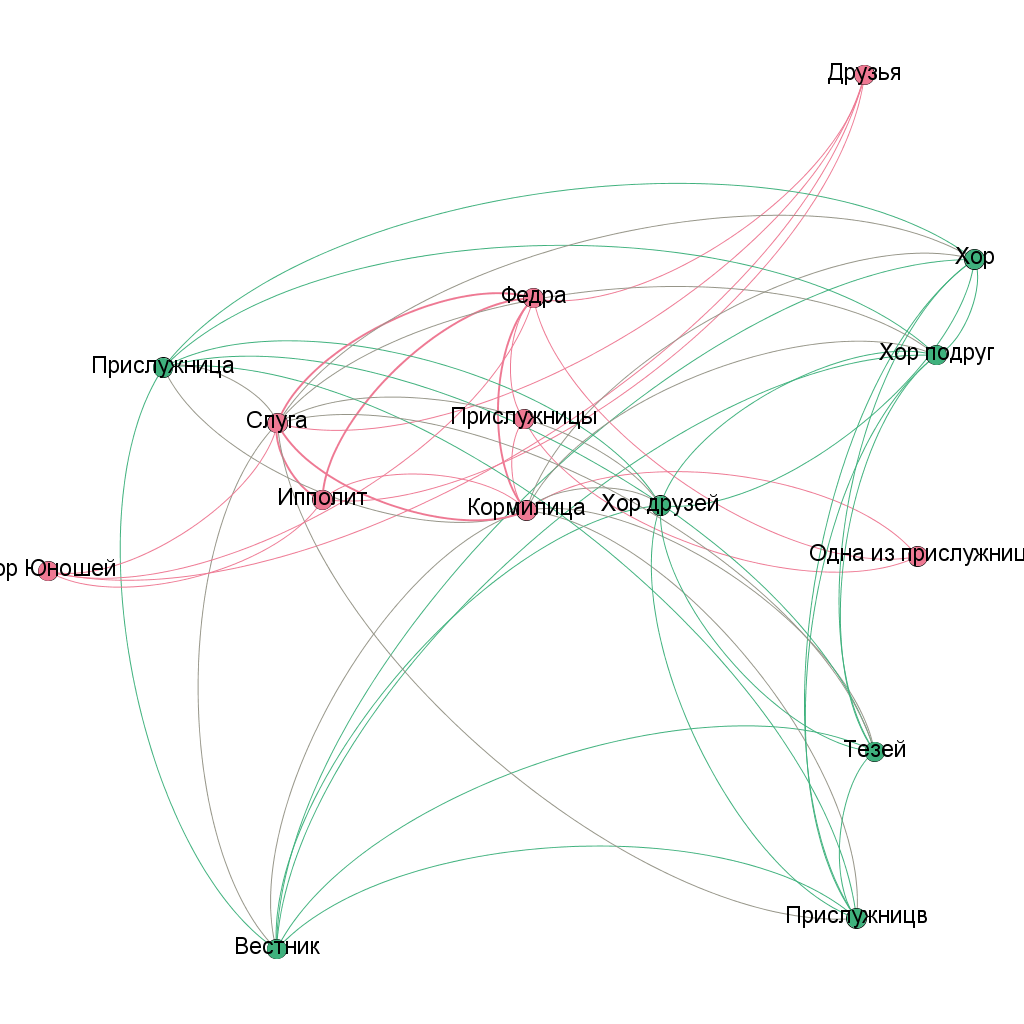 Друзья
Хор
Федра
Хор подруг
Прислужница
Слуга
Прислужницы
Ипполит
Кормилица
Хор друзей
Одна из прислужниц
ор Юношей
Тезей
Прислужницв
Вестник